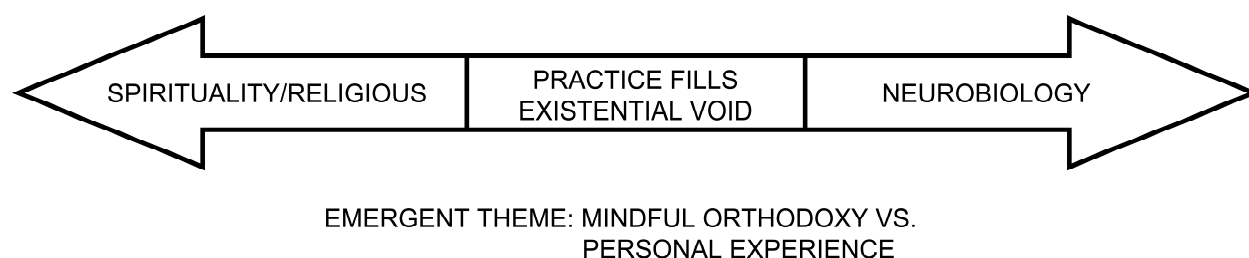 SPIRITUALITY/RELIGIOUS
PRACTICE FILLS
EXISTENTIAL VOID
NEUROBIOLOGY
EMERGENT THEME: MINDFUL ORTHODOXY VS.
PERSONAL EXPERIENCE